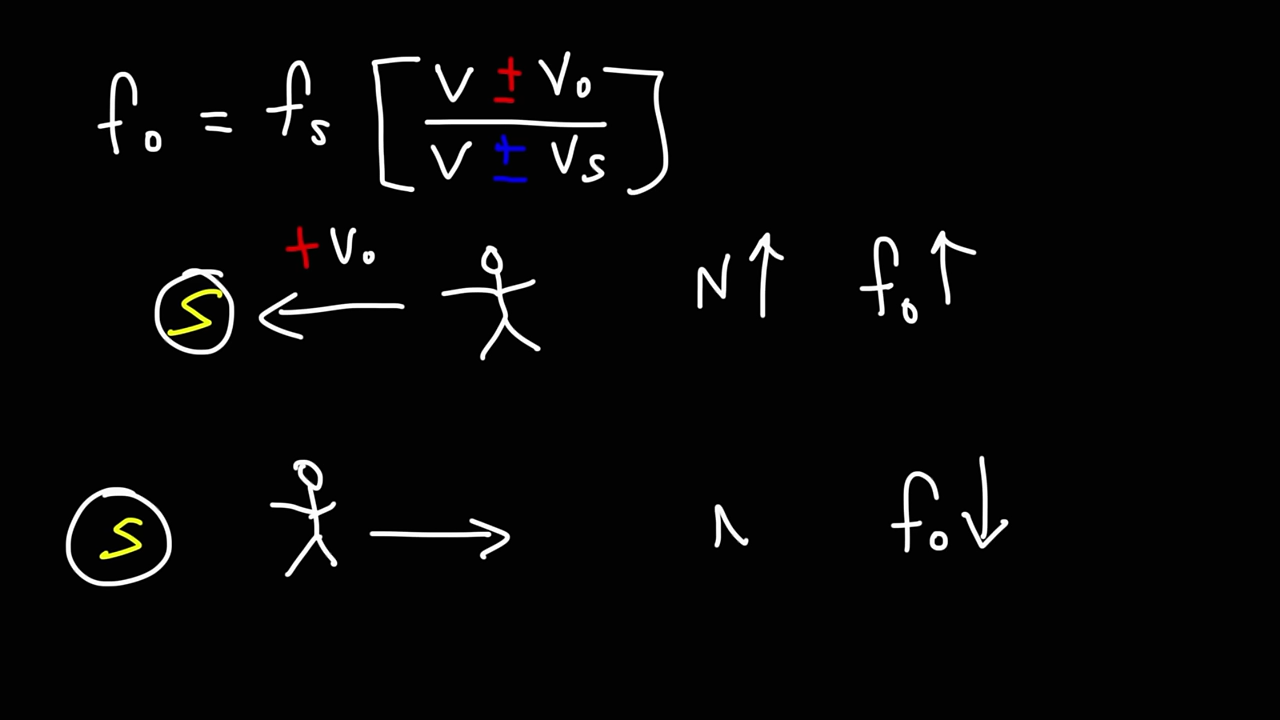 f₀ = fₛ [ (V ± V₀) / (V ± Vₛ) ]
+ V₀
S ← N ↑ f₀ ↑
S → f₀ ↓